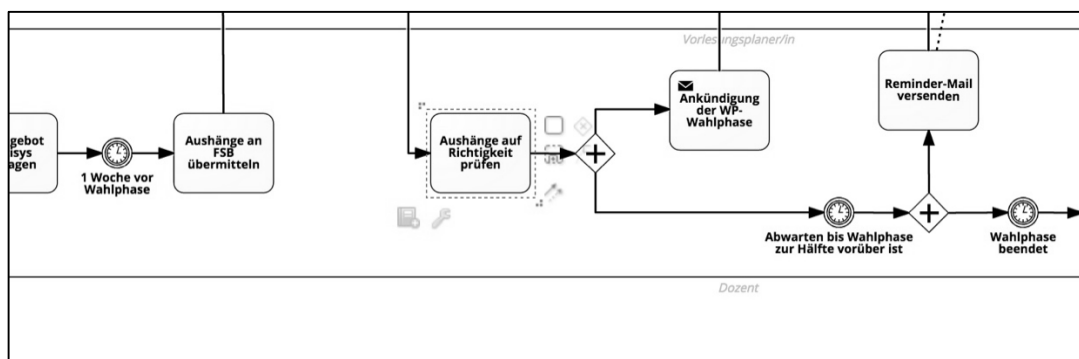 Vorlesungsplaner/in
gebot
isys
agen
1 Woche vor
Wahlphase
Aushänge an
FSB
übermitteln
Aushänge auf
Richtigkeit
prüfen
Ankündigung
der WP-
Wahlphase
Reminder-Mail
versenden
Abwarten bis Wahlphase
zur Hälfte vorüber ist
Wahlphase
beendet
Dozent